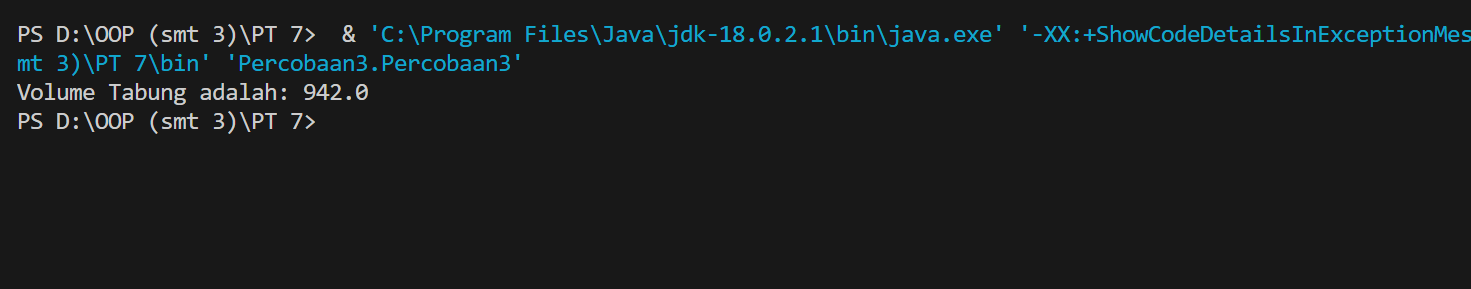 PS D:\OOP (smt 3)\PT 7>  & 'C:\Program Files\Java\jdk-18.0.2.1\bin\java.exe' '-XX:+ShowCodeDetailsInExceptionMes
mt 3)\PT 7\bin' 'Percobaan3.Percobaan3'
Volume Tabung adalah: 942.0
PS D:\OOP (smt 3)\PT 7>